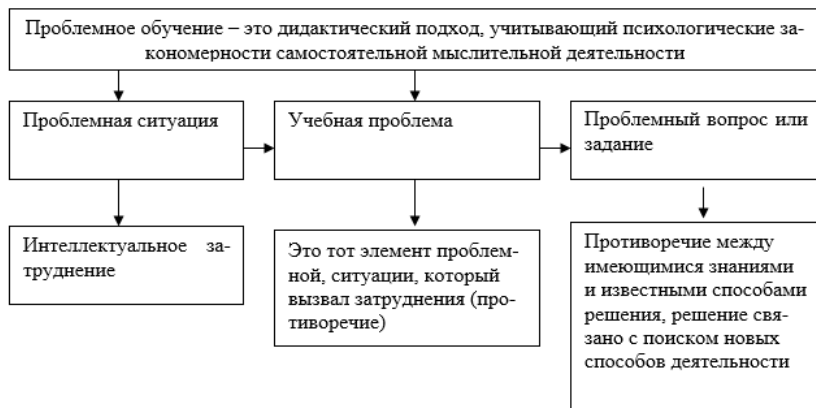 Проблемное обучение – это дидактический подход, учитывающий психологические за-
кономерности самостоятельной мыслительной деятельности
Проблемная ситуация
Учебная проблема
Проблемный вопрос или
задание
Интеллектуальное за-
труднение
Это тот элемент проблем-
ной, ситуации, который
вызвал затруднения (про-
тиворечие)
Противоречие между
имеющимися знаниями
и известными способами
решения, решение свя-
зано с поиском новых
способов деятельности